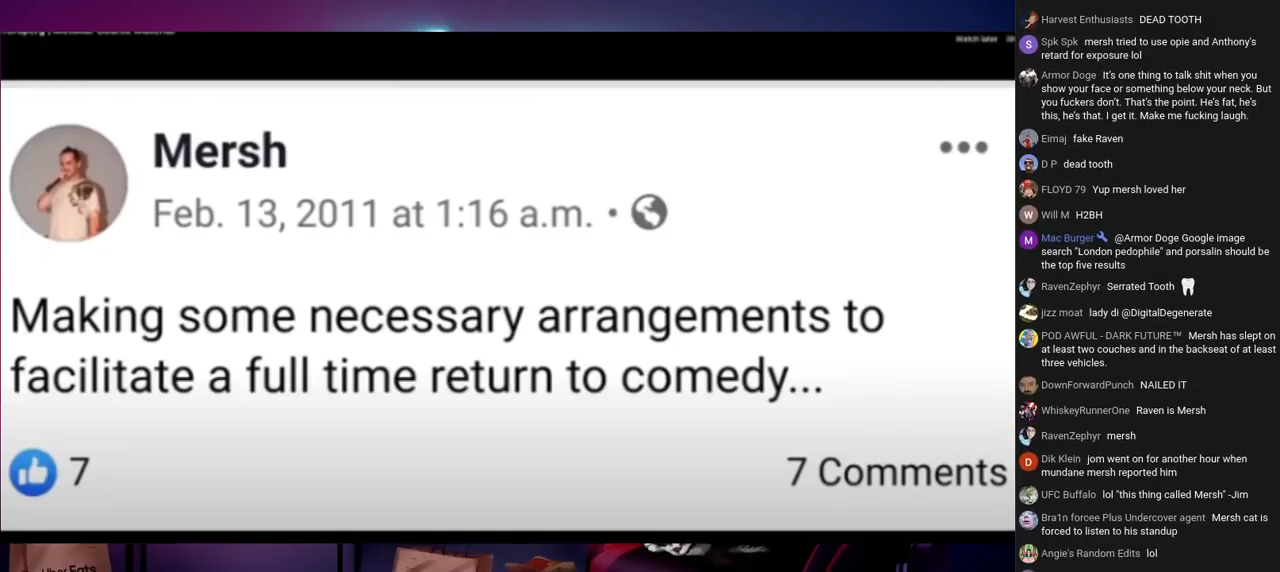 Watch later
Mersh
Feb. 13, 2011 at 1:16 a.m. •
Making some necessary arrangements to
facilitate a full time return to comedy...
7
7 Comments
Uber Eats
Harvest Enthusiasts DEAD TOOTH
Spk Spk mersh tried to use opie and Anthony's
retard for exposure lol
Armor Doge It's one thing to talk shit when you
show your face or something below your neck. But
you fuckers don't. That's the point. He's fat, he's
this, he's that. I get it. Make me fucking laugh.
Eimaj fake Raven
D P dead tooth
FLOYD 79 Yup mersh loved her
W Will M H2BH
M Mac Burger @Armor Doge Google image
search "London pedophile" and porsalin should be
the top five results
RavenZephyr Serrated Tooth 🦷
jizz moat lady di @DigitalDegenerate
POD AWFUL - DARK FUTURE™ Mersh has slept on
at least two couches and in the backseat of at least
three vehicles.
DownForwardPunch NAILED IT
WhiskeyRunnerOne Raven is Mersh
RavenZephyr mersh
D Dik Klein jom went on for another hour when
mundane mersh reported him
UFC Buffalo lol "this thing called Mersh" -Jim
Bra1n forcee Plus Undercover agent Mersh cat is
forced to listen to his standup
Angie's Random Edits lol